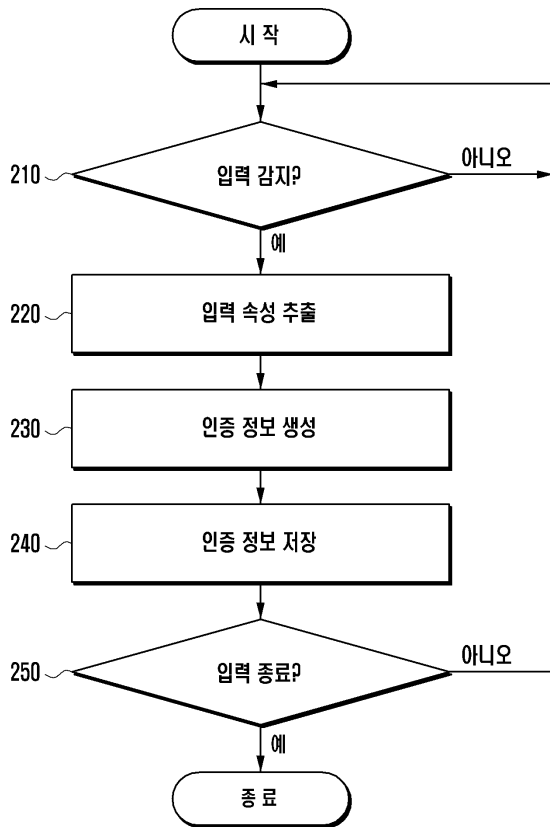 시 작
210
입력 감지?
아니오
예
220
입력 속성 추출
230
인증 정보 생성
240
인증 정보 저장
250
입력 종료?
아니오
예
종 료